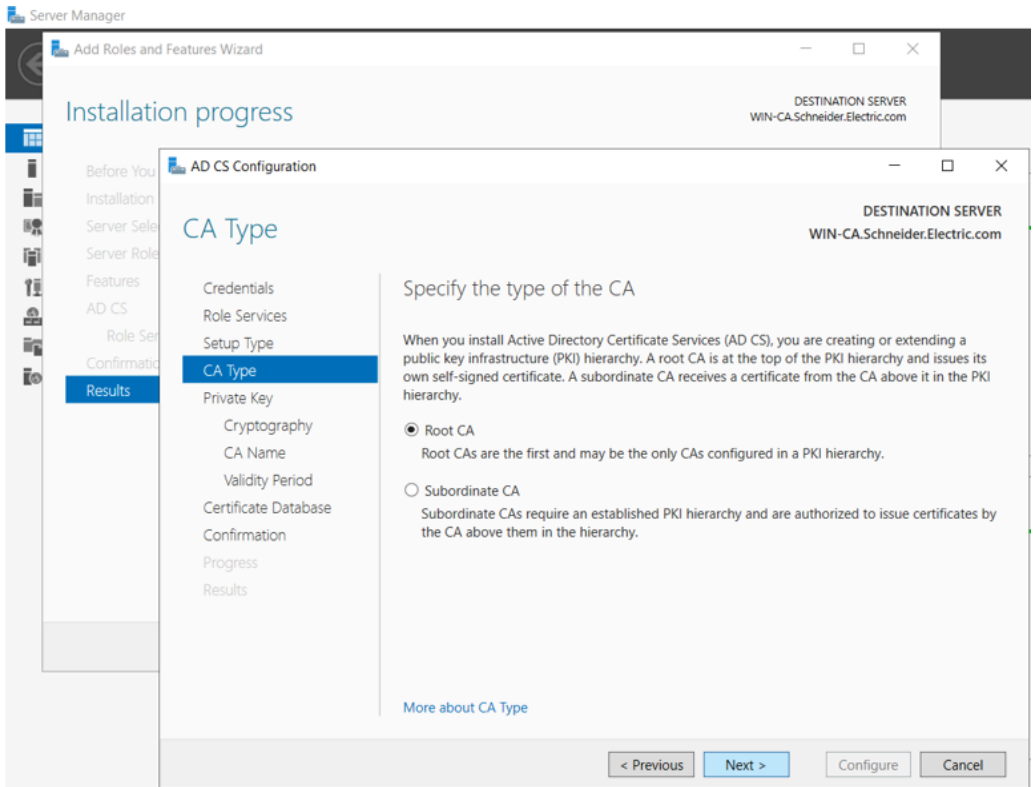 Server Manager
Add Roles and Features Wizard
Installation progress
DESTINATION SERVER
WIN-CA.Schneider.Electric.com
Before You
Installation
Server Sele
Server Role
Features
AD CS
Role Ser
Confirmatio
Results
AD CS Configuration
CA Type
DESTINATION SERVER
WIN-CA.Schneider.Electric.com
Credentials
Role Services
Setup Type
CA Type
Private Key
Cryptography
CA Name
Validity Period
Certificate Database
Confirmation
Progress
Results
Specify the type of the CA
When you install Active Directory Certificate Services (AD CS), you are creating or extending a
public key infrastructure (PKI) hierarchy. A root CA is at the top of the PKI hierarchy and issues its
own self-signed certificate. A subordinate CA receives a certificate from the CA above it in the PKI
hierarchy.
Root CA
Root CAs are the first and may be the only CAs configured in a PKI hierarchy.
Subordinate CA
Subordinate CAs require an established PKI hierarchy and are authorized to issue certificates by
the CA above them in the hierarchy.
More about CA Type
< Previous
Next >
Configure
Cancel